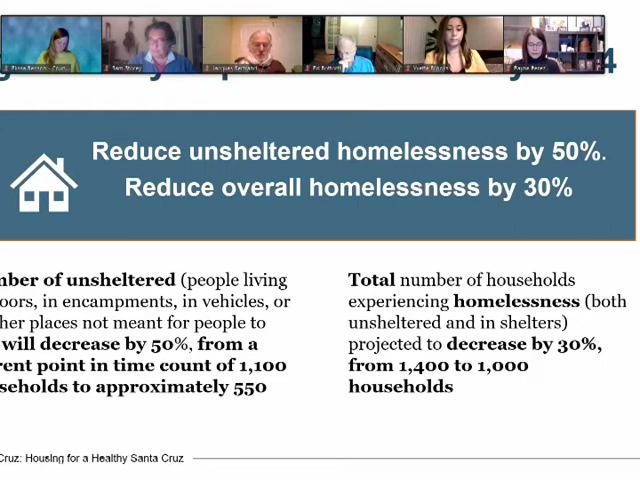 Sam Storey
Jacques Bertrand
4
Reduce unsheltered homelessness by 50%.
Reduce overall homelessness by 30%
mber of unsheltered (people living
oors, in encampments, in vehicles, or
her places not meant for people to
will decrease by 50%, from a
rent point in time count of 1,100
seholds to approximately 550
Total number of households
experiencing homelessness (both
unsheltered and in shelters)
projected to decrease by 30%,
from 1,400 to 1,000
households
Cruz: Housing for a Healthy Santa Cruz